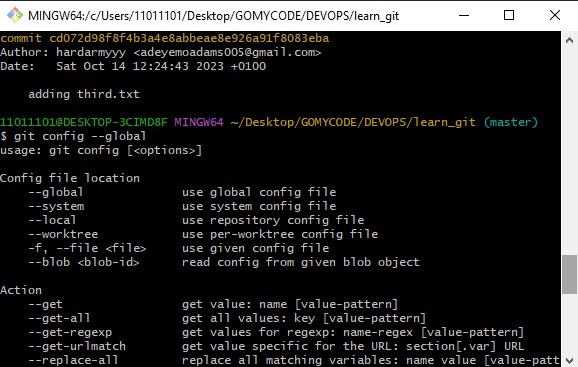 MINGW64:/c/Users/11011101/Desktop/GOMYCODE/DEVOPS/learn_git
commit cd072d98f8f4b3a4e8abbeae8e926a91f8083eba
Author: hardarmyyy <adeyemoadams005@gmail.com>
Date:   Sat Oct 14 12:24:43 2023 +0100
adding third.txt
11011101@DESKTOP-3CIMD8F MINGW64 ~/Desktop/GOMYCODE/DEVOPS/learn_git (master)
$ git config --global
usage: git config [<options>]
Config file location
--global              use global config file
--system              use system config file
--local               use repository config file
--worktree            use per-worktree config file
-f, --file <file>     use given config file
--blob <blob-id>      read config from given blob object
Action
--get                 get value: name [value-pattern]
--get-all             get all values: key [value-pattern]
--get-regexp          get values for regexp: name-regex [value-pattern]
--get-urlmatch        get value specific for the URL: section[.var] URL
--replace-all         replace all matching variables: name value [value-patt